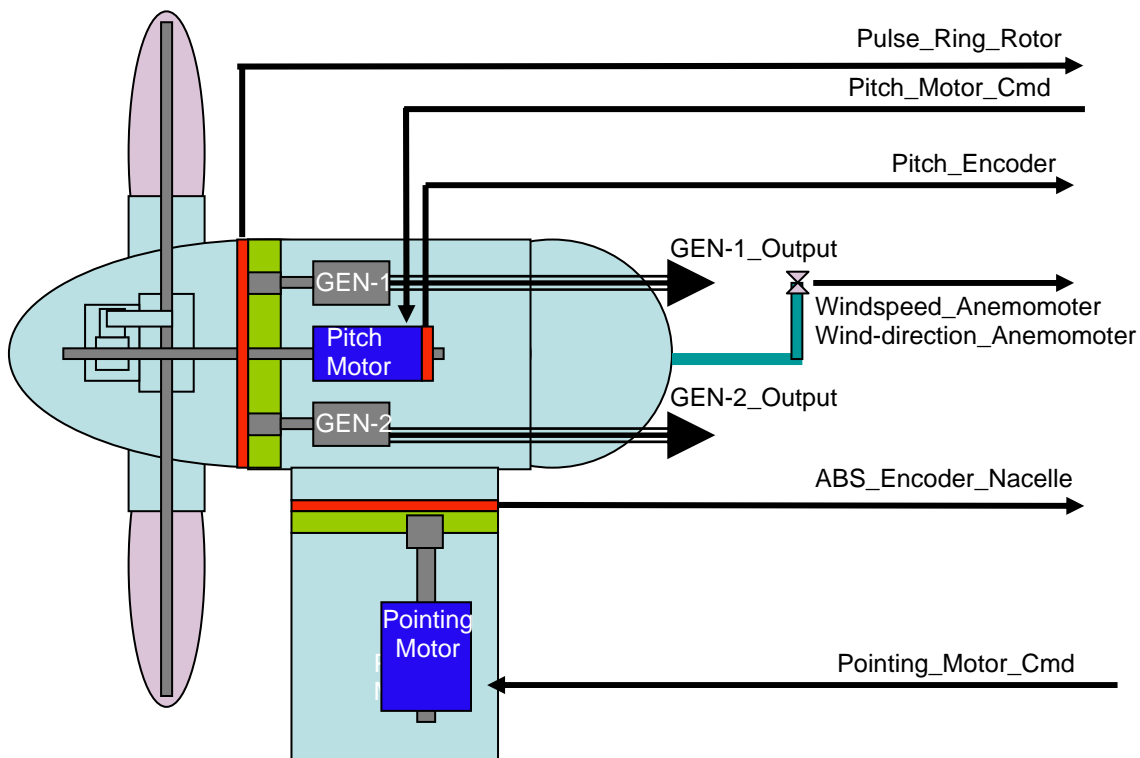 Pulse_Ring_Rotor
Pitch_Motor_Cmd
Pitch_Encoder
GEN-1_Output
GEN-1
Windspeed_Anemomoter
Wind-direction_Anemomoter
Pitch
Motor
GEN-2_Output
GEN-2
ABS_Encoder_Nacelle
Pointing
Motor
Pointing_Motor_Cmd